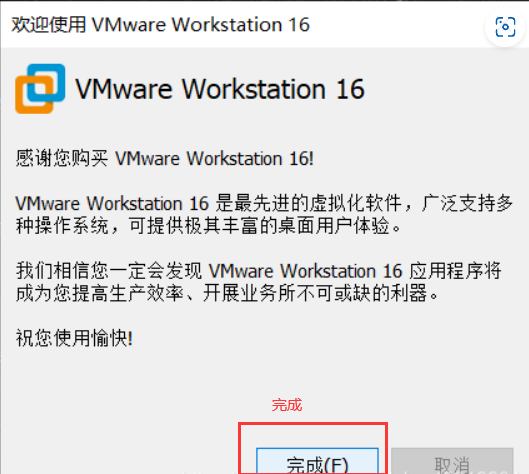 欢迎使用 VMware Workstation 16
VMware Workstation 16
感谢您购买 VMware Workstation 16!
VMware Workstation 16 是最先进的虚拟化软件，广泛支持多
种操作系统，可提供极其丰富的桌面用户体验。
我们相信您一定会发现 VMware Workstation 16 应用程序将
成为您提高生产效率、开展业务所不可或缺的利器。
祝您使用愉快!
完成
完成(F)
取消